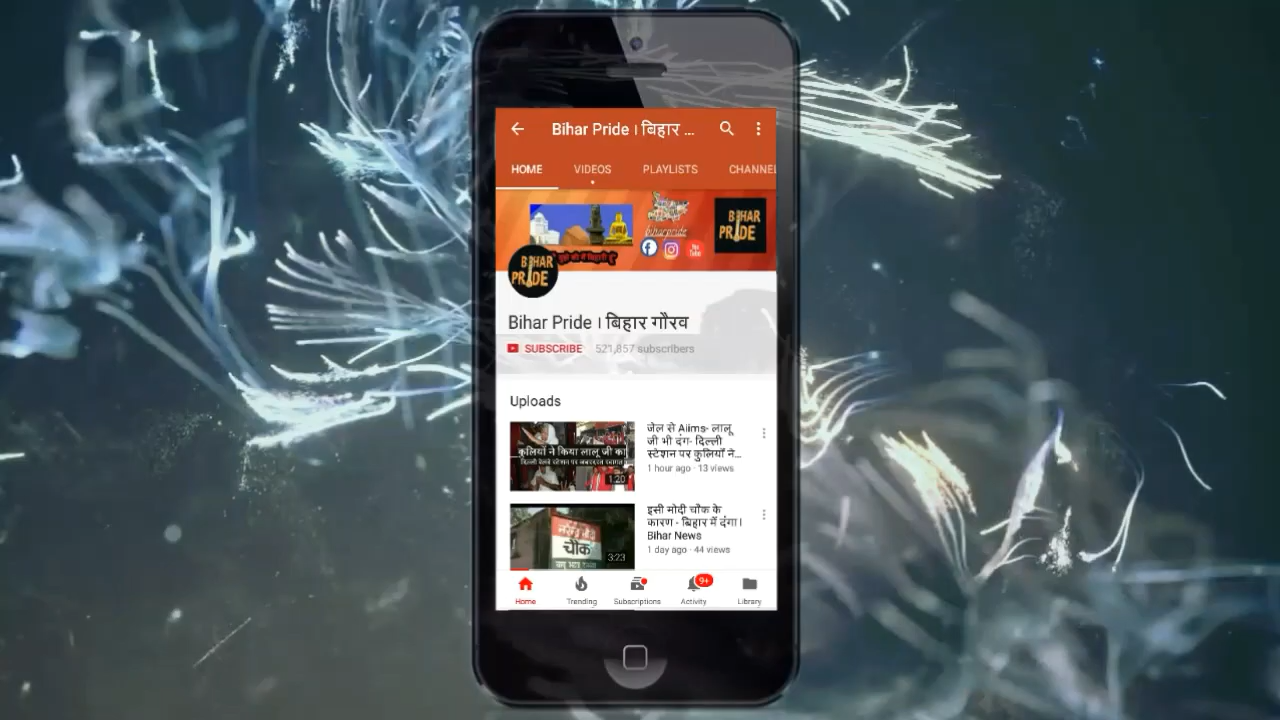 Bihar Pride । बिहार ...
HOME VIDEOS PLAYLISTS CHANNEL
BIHAR
PRIDE
biharpride
BIHAR
PRIDE
Bihar Pride । बिहार गौरव
SUBSCRIBE 521,857 subscribers
Uploads
कुलियों ने किया लालू जी का
1:20
जेल से Aiims- लालू
जी भी दंग- दिल्ली
स्टेशन पर कुलियों ने...
1 hour ago · 13 views
चौक
3:23
इसी मोदी चौक के
कारण - बिहार में दंगा ।
Bihar News
1 day ago · 44 views
9+
Home Trending Subscriptions Activity Library